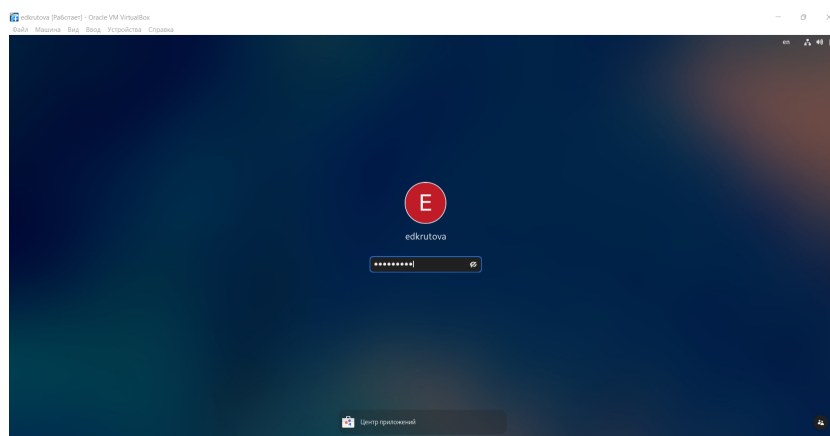 edkrutova [Работает] - Oracle VM VirtualBox
Файл Машина Вид Ввод Устройства Справка
en
E
edkrutova
Центр приложений